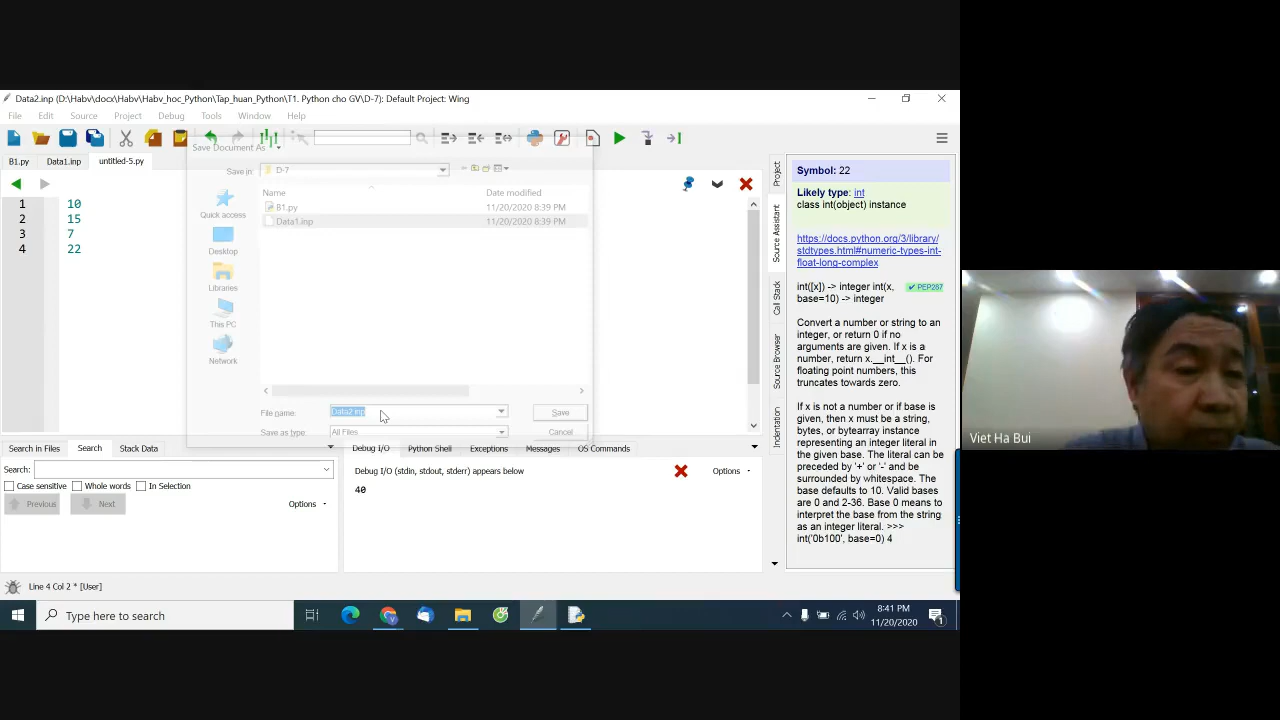 Data2.inp (D:\Habv\docx\Habv\Habv_hoc_Python\Tap_huan_Python\T1. Python cho GV\D-7): Default Project: Wing
File Edit Source Project Debug Tools Window Help
Save Document As
B1.py Data1.inp untitled-5.py
Save in: D-7
1 10
2 15
3 7
4 22
Name Date modified
B1.py 11/20/2020 8:39 PM
Data1.inp 11/20/2020 8:39 PM
Quick access
Desktop
Libraries
This PC
Network
File name: Data2.inp Save
Save as type: All Files Cancel
Project
Source Assistant
Call Stack
Source Browser
Indentation
Symbol: 22
Likely type: int
class int(object) instance
https://docs.python.org/3/library/
stdtypes.html#numeric-types-int-
float-long-complex
int([x]) -> integer int(x, ✔ PEP287
base=10) -> integer
Convert a number or string to an
integer, or return 0 if no
arguments are given. If x is a
number, return x.__int__(). For
floating point numbers, this
truncates towards zero.
If x is not a number or if base is
given, then x must be a string,
bytes, or bytearray instance
representing an integer literal in
the given base. The literal can be
preceded by '+' or '-' and be
surrounded by whitespace. The
base defaults to 10. Valid bases
are 0 and 2-36. Base 0 means to
interpret the base from the string
as an integer literal. >>>
int('0b100', base=0) 4
Search in Files Search Stack Data
Search:
Case sensitive Whole words In Selection
Previous Next Options
Debug I/O Python Shell Exceptions Messages OS Commands
Debug I/O (stdin, stdout, stderr) appears below Options
40
Line 4 Col 2 * [User]
Type here to search
8:41 PM
11/20/2020
1
Viet Ha Bui